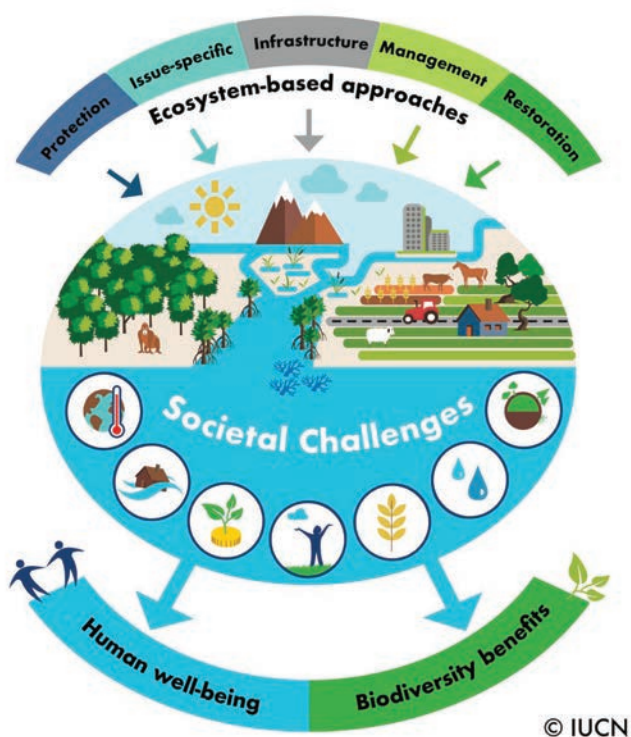 Protection
Issue-specific
Infrastructure
Management
Restoration
Ecosystem-based approaches
Societal Challenges
Human well-being
Biodiversity benefits
© IUCN